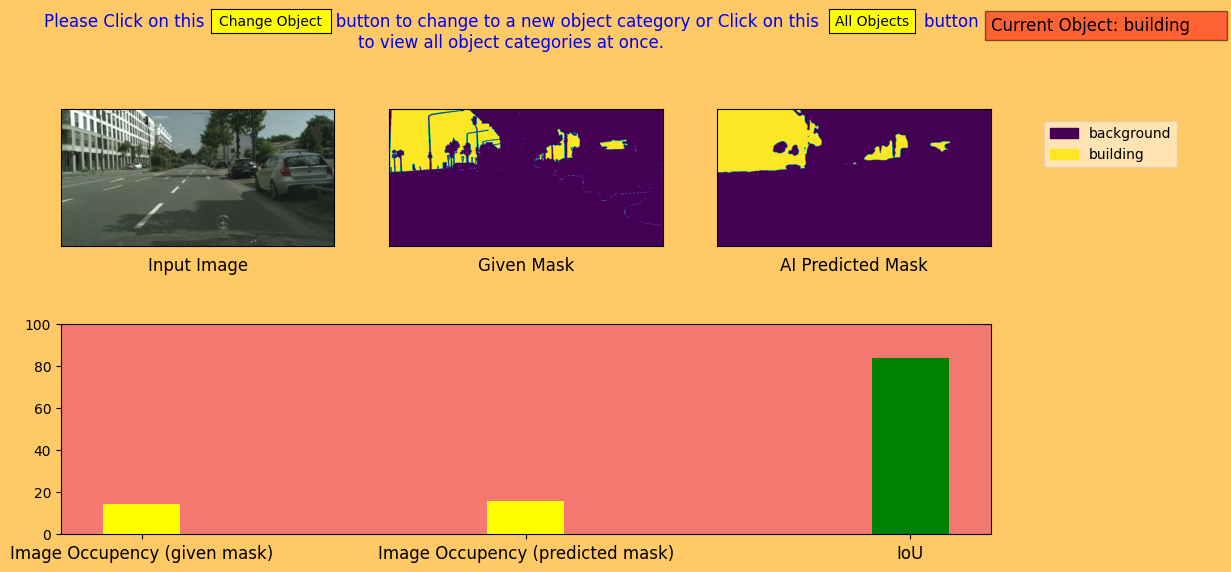 Please Click on this Change Object button to change to a new object category or Click on this All Objects button Current Object: building
to view all object categories at once.
background
building
Input Image Given Mask AI Predicted Mask
100
80
60
40
20
0
Image Occupancy (given mask) Image Occupancy (predicted mask) IoU